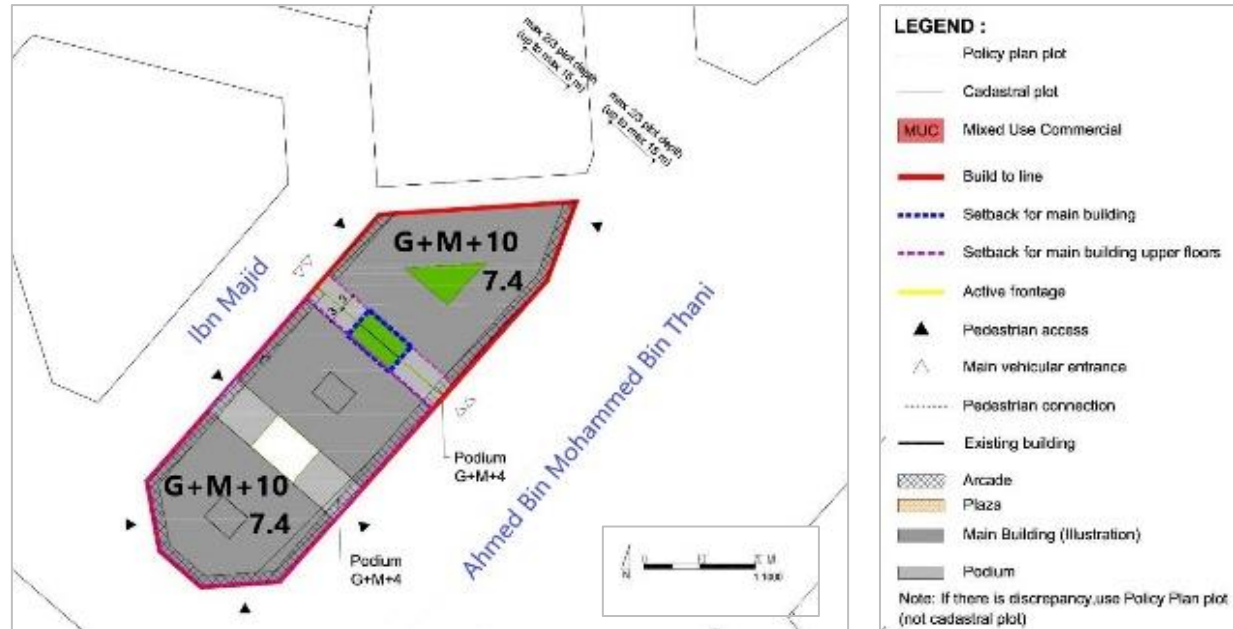 max 2/3 plot depth
(up to max 15 m)
max 2/3 plot depth
(up to max 15 m)
G+M+10
7.4
Ibn Majid
3
3
Ahmed Bin Mohammed Bin Thani
Podium
G+M+4
G+M+10
7.4
Podium
G+M+4
N
1:1000
LEGEND :
Policy plan plot
Cadastral plot
MUC Mixed Use Commercial
Build to line
Setback for main building
Setback for main building upper floors
Active frontage
Pedestrian access
Main vehicular entrance
Pedestrian connection
Existing building
Arcade
Plaza
Main Building (Illustration)
Podium
Note: If there is discrepancy,use Policy Plan plot
(not cadastral plot)